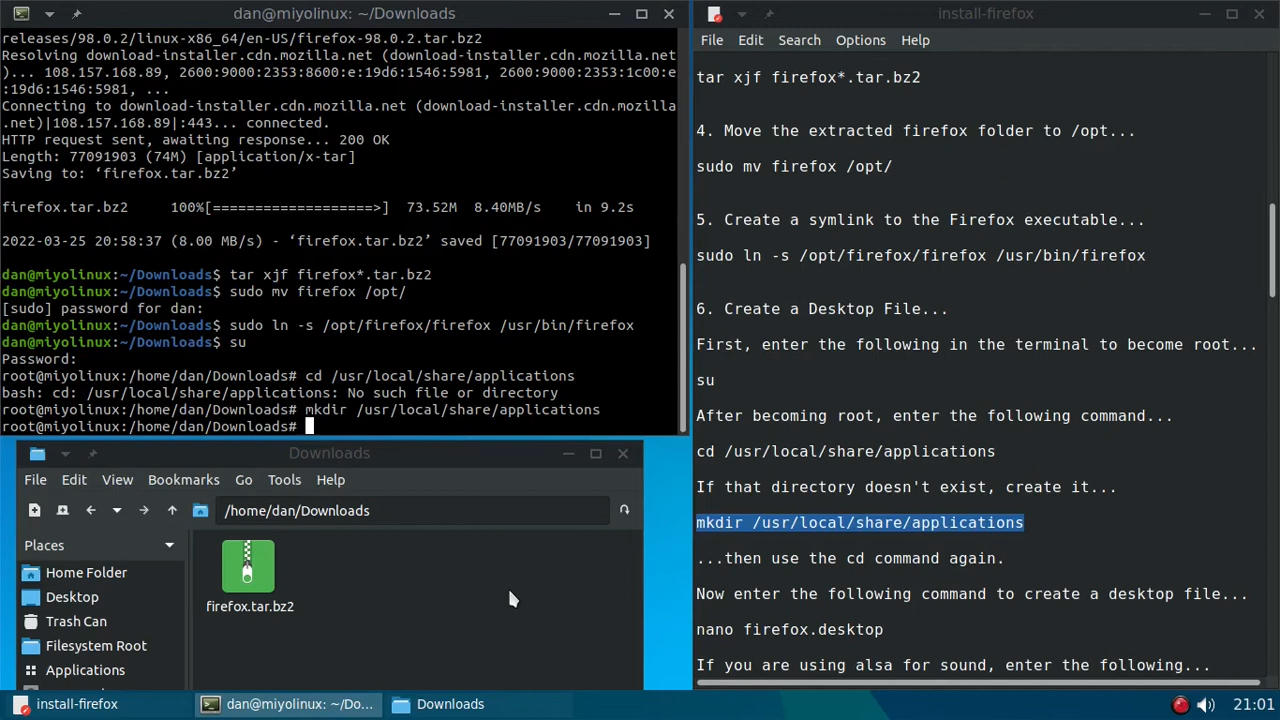 dan@miyolinux: ~/Downloads
releases/98.0.2/linux-x86_64/en-US/firefox-98.0.2.tar.bz2
Resolving download-installer.cdn.mozilla.net (download-installer.cdn.mozilla.net
)... 108.157.168.89, 2600:9000:2353:8600:e:19d6:1546:5981, 2600:9000:2353:1c00:e
:19d6:1546:5981, ...
Connecting to download-installer.cdn.mozilla.net (download-installer.cdn.mozilla
.net)|108.157.168.89|:443... connected.
HTTP request sent, awaiting response... 200 OK
Length: 77091903 (74M) [application/x-tar]
Saving to: ‘firefox.tar.bz2’
firefox.tar.bz2     100%[===================>]  73.52M  8.40MB/s    in 9.2s
2022-03-25 20:58:37 (8.00 MB/s) - ‘firefox.tar.bz2’ saved [77091903/77091903]
dan@miyolinux:~/Downloads$ tar xjf firefox*.tar.bz2
dan@miyolinux:~/Downloads$ sudo mv firefox /opt/
[sudo] password for dan:
dan@miyolinux:~/Downloads$ sudo ln -s /opt/firefox/firefox /usr/bin/firefox
dan@miyolinux:~/Downloads$ su
Password:
root@miyolinux:/home/dan/Downloads# cd /usr/local/share/applications
bash: cd: /usr/local/share/applications: No such file or directory
root@miyolinux:/home/dan/Downloads# mkdir /usr/local/share/applications
root@miyolinux:/home/dan/Downloads#
Downloads
File Edit View Bookmarks Go Tools Help
/home/dan/Downloads
Places
Home Folder
Desktop
Trash Can
Filesystem Root
Applications
firefox.tar.bz2
install-firefox
File Edit Search Options Help
tar xjf firefox*.tar.bz2
4. Move the extracted firefox folder to /opt...
sudo mv firefox /opt/
5. Create a symlink to the Firefox executable...
sudo ln -s /opt/firefox/firefox /usr/bin/firefox
6. Create a Desktop File...
First, enter the following in the terminal to become root...
su
After becoming root, enter the following command...
cd /usr/local/share/applications
If that directory doesn't exist, create it...
mkdir /usr/local/share/applications
...then use the cd command again.
Now enter the following command to create a desktop file...
nano firefox.desktop
If you are using alsa for sound, enter the following...
install-firefox
dan@miyolinux: ~/Do...
Downloads
21:01